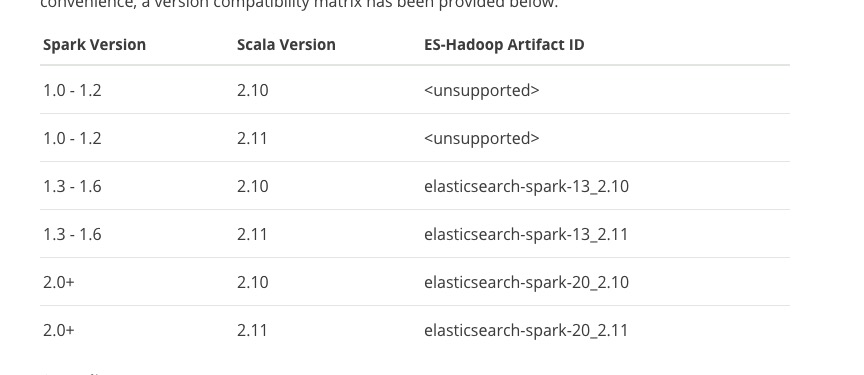 convenience, a version compatibility matrix has been provided below.
Spark Version Scala Version ES-Hadoop Artifact ID
1.0 - 1.2 2.10 <unsupported>
1.0 - 1.2 2.11 <unsupported>
1.3 - 1.6 2.10 elasticsearch-spark-13_2.10
1.3 - 1.6 2.11 elasticsearch-spark-13_2.11
2.0+ 2.10 elasticsearch-spark-20_2.10
2.0+ 2.11 elasticsearch-spark-20_2.11